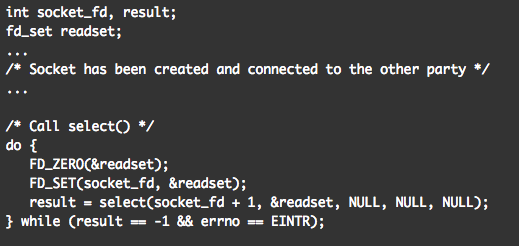 int socket_fd, result;
fd_set readset;
...
/* Socket has been created and connected to the other party */
...
/* Call select() */
do {
FD_ZERO(&readset);
FD_SET(socket_fd, &readset);
result = select(socket_fd + 1, &readset, NULL, NULL, NULL);
} while (result == -1 && errno == EINTR);